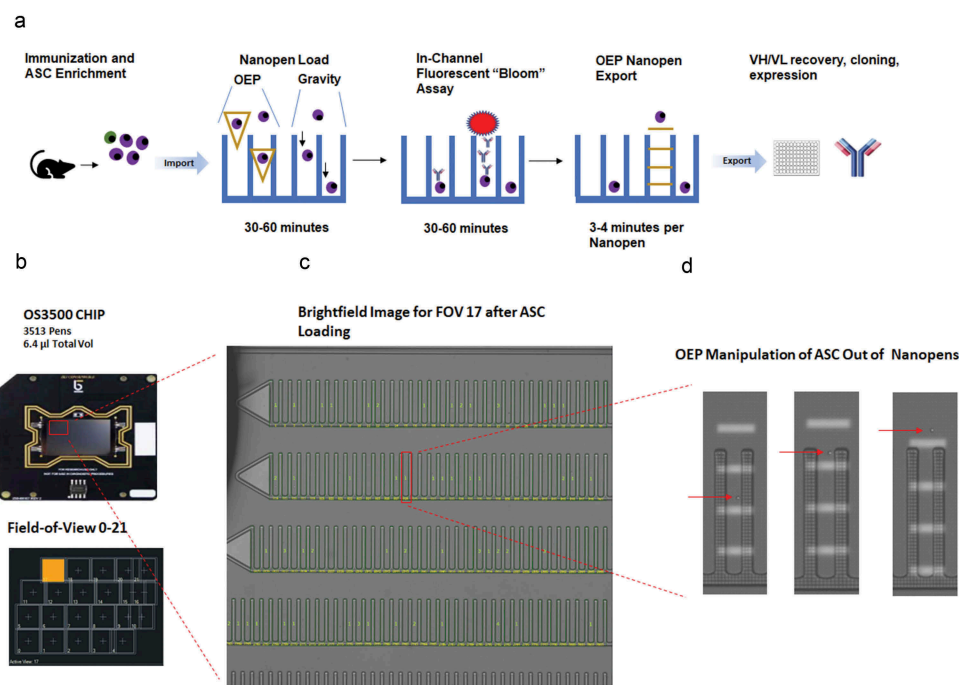 a
Immunization and
ASC Enrichment
Import
Nanopen Load
OEP
Gravity
30-60 minutes
In-Channel
Fluorescent “Bloom”
Assay
30-60 minutes
OEP Nanopen
Export
3-4 minutes per
Nanopen
Export
VH/VL recovery, cloning,
expression
b
OS3500 CHIP
3513 Pens
6.4 µl Total Vol
Field-of-View 0-21
Active View: 17
c
Brightfield Image for FOV 17 after ASC
Loading
d
OEP Manipulation of ASC Out of Nanopens